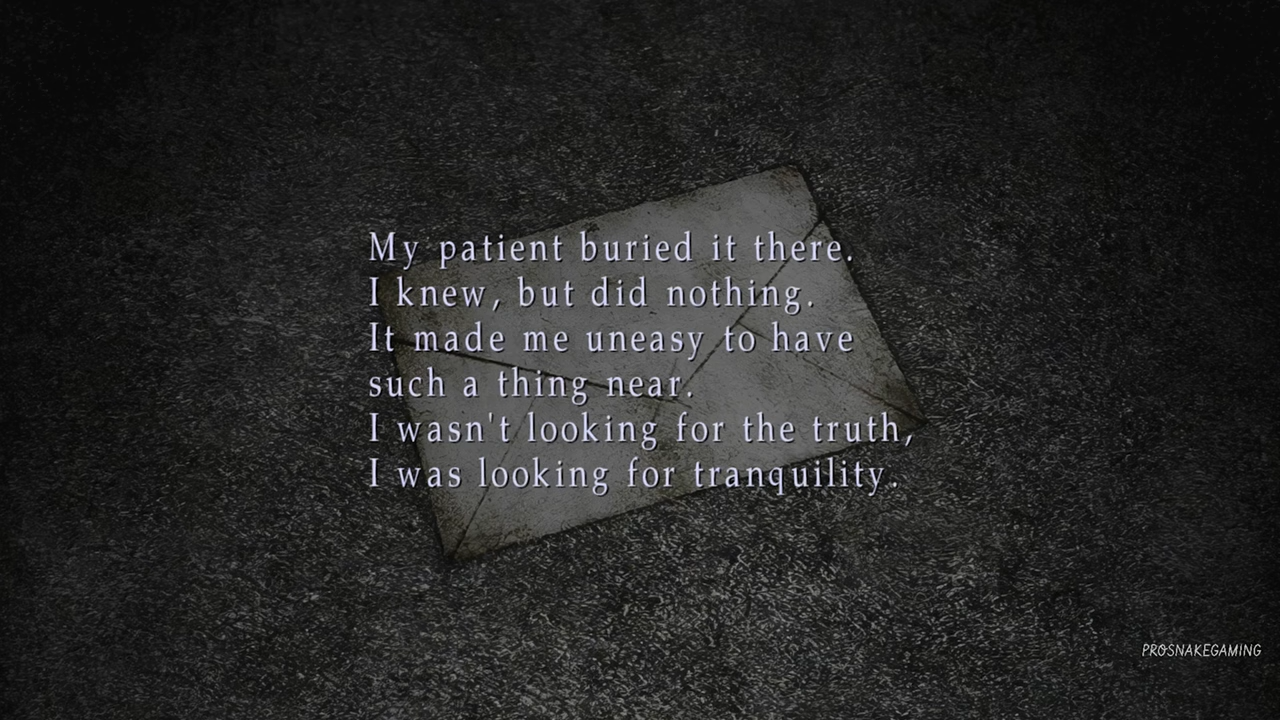 My patient buried it there.
I knew, but did nothing.
It made me uneasy to have
such a thing near.
I wasn't looking for the truth,
I was looking for tranquility.
PROSNAKEGAMING